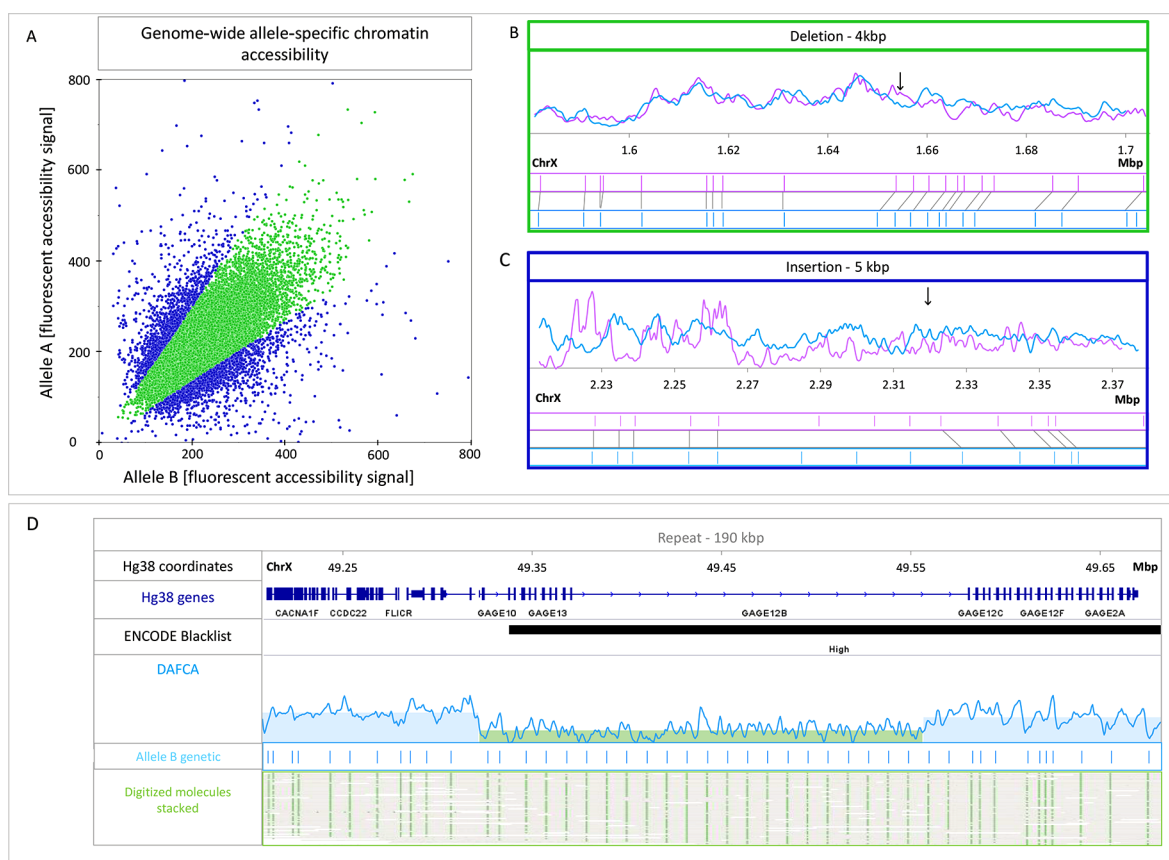 A
Genome-wide allele-specific chromatin
accessibility
Allele A [fluorescent accessibility signal]
800
600
400
200
0
0
200
400
600
800
Allele B [fluorescent accessibility signal]
B
Deletion - 4kbp
1.6
1.62
1.64
1.66
1.68
1.7
ChrX
Mbp
C
Insertion - 5 kbp
2.23
2.25
2.27
2.29
2.31
2.33
2.35
2.37
ChrX
Mbp
D
Repeat - 190 kbp
Hg38 coordinates
ChrX
49.25
49.35
49.45
49.55
49.65
Mbp
Hg38 genes
CACNA1F
CCDC22
FLICR
GAGE10
GAGE13
GAGE12B
GAGE12C
GAGE12F
GAGE2A
ENCODE Blacklist
High
DAFCA
Allele B genetic
Digitized molecules
stacked